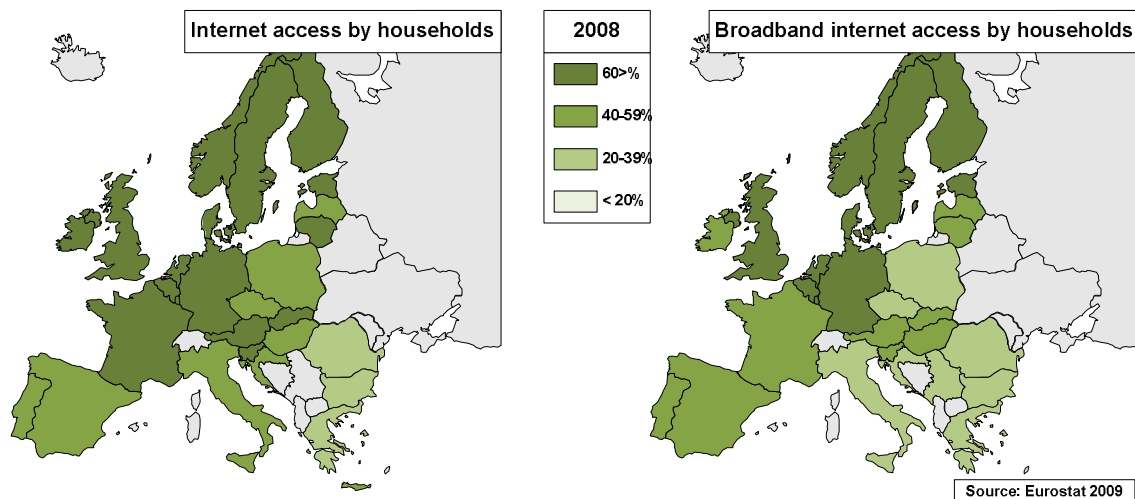 Internet access by households
2008
60>%
40-59%
20-39%
< 20%
Broadband internet access by households
Source: Eurostat 2009